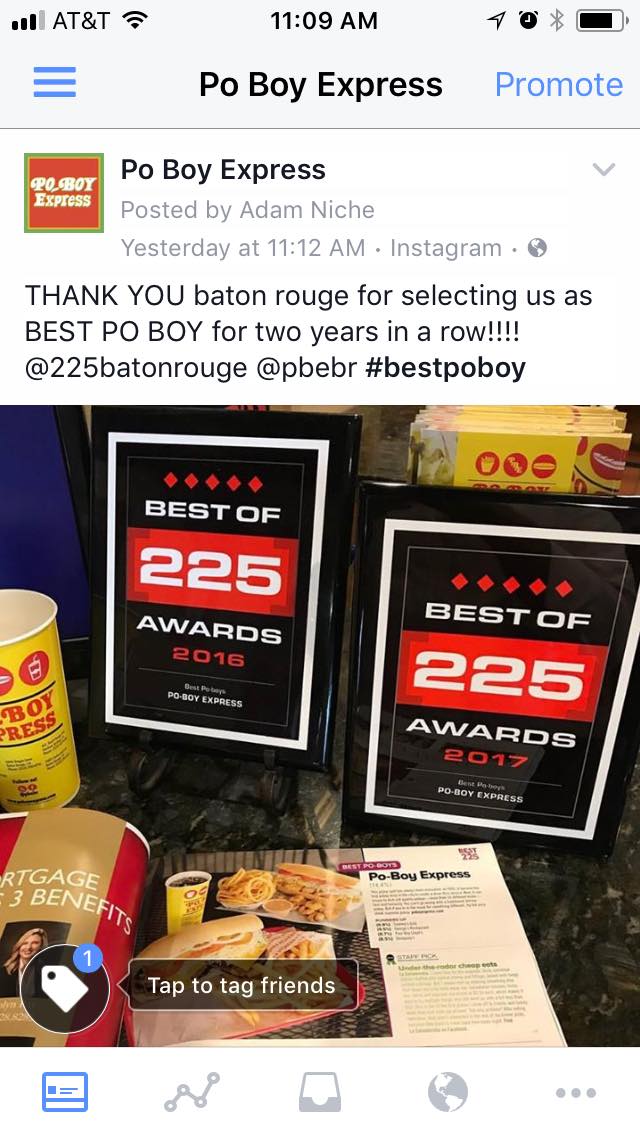 AT&T 11:09 AM
Po Boy Express Promote
PO BOY
Express
Po Boy Express
Posted by Adam Niche
Yesterday at 11:12 AM · Instagram ·
THANK YOU baton rouge for selecting us as
BEST PO BOY for two years in a row!!!!
@225batonrouge @pbebr #bestpoboy
BEST OF
225
AWARDS
2016
Best Po-boys
PO-BOY EXPRESS
BEST OF
225
AWARDS
2017
Best Po-boys
PO-BOY EXPRESS
BOY
PRESS
RTGAGE
3 BENEFITS
BEST PO-BOYS
BEST
225
Po-Boy Express
STAFF PICK
Under-the-radar cheap eats
1
Tap to tag friends